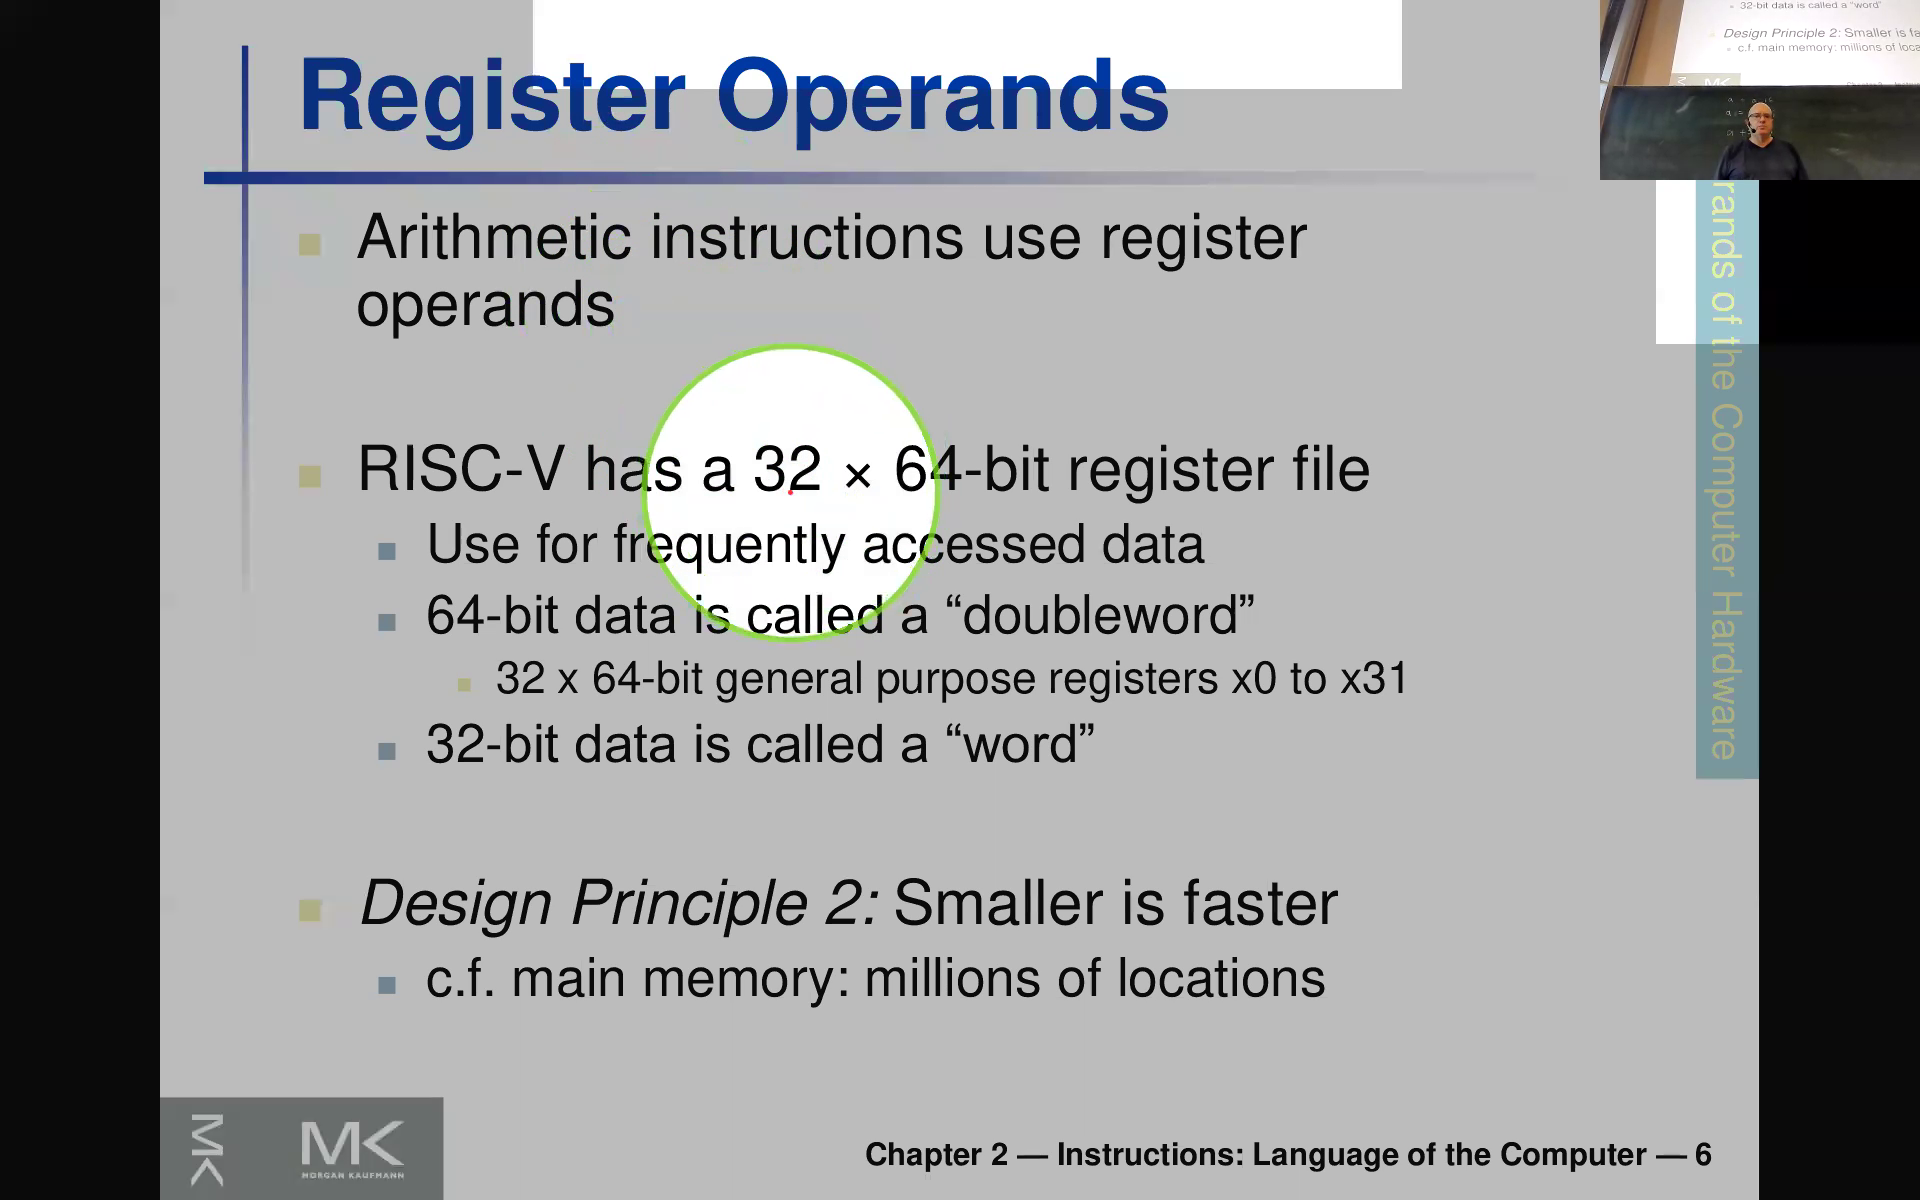 Register Operands
Arithmetic instructions use register
operands
RISC-V has a 32 × 64-bit register file
Use for frequently accessed data
64-bit data is called a “doubleword”
32 x 64-bit general purpose registers x0 to x31
32-bit data is called a “word”
Design Principle 2: Smaller is faster
c.f. main memory: millions of locations
MK
MK
MORGAN KAUFMANN
Chapter 2 — Instructions: Language of the Computer — 6
of the Computer Hardware
32-bit data is called a “word”
Design Principle 2: Smaller is
c.f. main memory: millions of
MK